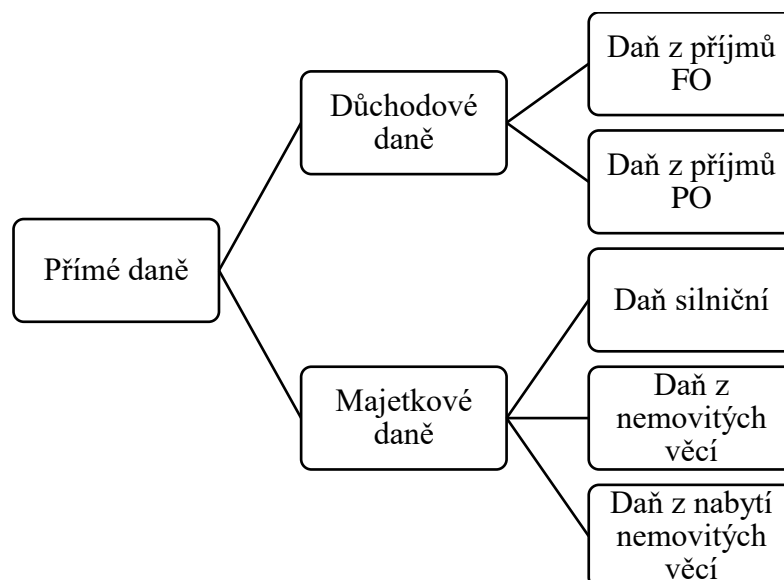 Přímé daně
Důchodové
daně
Daň z příjmů
FO
Daň z příjmů
PO
Majetkové
daně
Daň silniční
Daň z
nemovitých
věcí
Daň z nabytí
nemovitých
věcí